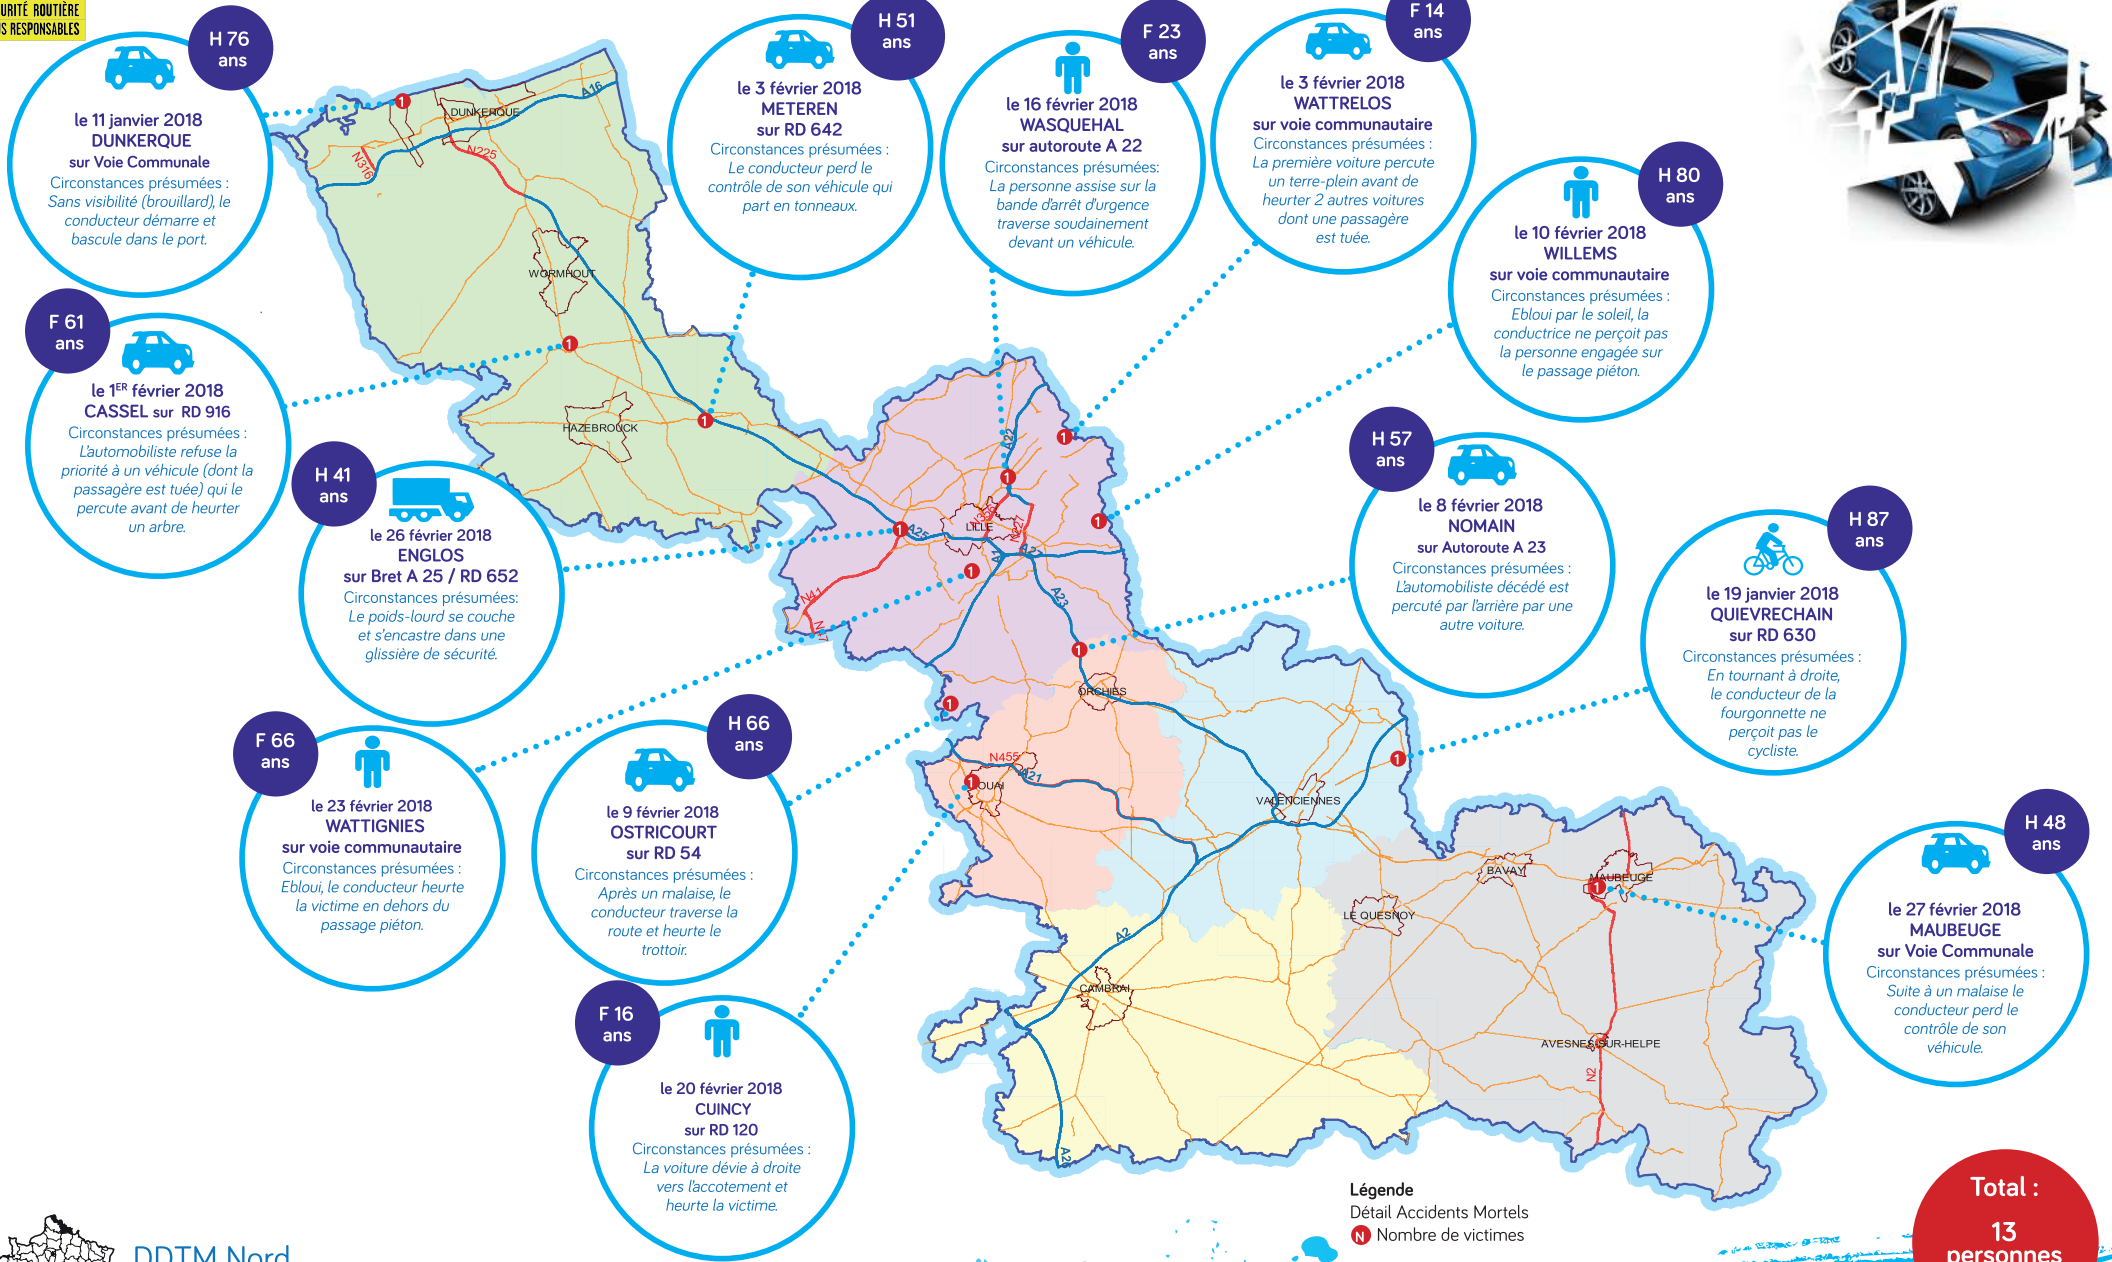 URITÉ ROUTIÈRE
S RESPONSABLES
H 76
ans
le 11 janvier 2018
DUNKERQUE
sur Voie Communale
Circonstances présumées :
Sans visibilité (brouillard), le
conducteur démarre et
bascule dans le port.
H 51
ans
le 3 février 2018
METEREN
sur RD 642
Circonstances présumées :
Le conducteur perd le
contrôle de son véhicule qui
part en tonneaux.
F 23
ans
le 16 février 2018
WASQUEHAL
sur autoroute A 22
Circonstances présumées:
La personne assise sur la
bande d'arrêt d'urgence
traverse soudainement
devant un véhicule.
F 14
ans
le 3 février 2018
WATTRELOS
sur voie communautaire
Circonstances présumées :
La première voiture percute
un terre-plein avant de
heurter 2 autres voitures
dont une passagère
est tuée.
H 80
ans
le 10 février 2018
WILLEMS
sur voie communautaire
Circonstances présumées :
Ebloui par le soleil, la
conductrice ne perçoit pas
la personne engagée sur
le passage piéton.
F 61
ans
le 1ER février 2018
CASSEL sur RD 916
Circonstances présumées :
L'automobiliste refuse la
priorité à un véhicule (dont la
passagère est tuée) qui le
percute avant de heurter
un arbre.
H 41
ans
le 26 février 2018
ENGLOS
sur Bret A 25 / RD 652
Circonstances présumées:
Le poids-lourd se couche
et s'encastre dans une
glissière de sécurité.
H 57
ans
le 8 février 2018
NOMAIN
sur Autoroute A 23
Circonstances présumées :
L'automobiliste décédé est
percuté par l'arrière par une
autre voiture.
H 87
ans
le 19 janvier 2018
QUIEVRECHAIN
sur RD 630
Circonstances présumées :
En tournant à droite,
le conducteur de la
fourgonnette ne
perçoit pas le
cycliste.
F 66
ans
le 23 février 2018
WATTIGNIES
sur voie communautaire
Circonstances présumées :
Ebloui, le conducteur heurte
la victime en dehors du
passage piéton.
H 66
ans
le 9 février 2018
OSTRICOURT
sur RD 54
Circonstances présumées :
Après un malaise, le
conducteur traverse la
route et heurte le
trottoir.
H 48
ans
le 27 février 2018
MAUBEUGE
sur Voie Communale
Circonstances présumées :
Suite à un malaise le
conducteur perd le
contrôle de son
véhicule.
F 16
ans
le 20 février 2018
CUINCY
sur RD 120
Circonstances présumées :
La voiture dévie à droite
vers l'accotement et
heurte la victime.
1
DUNKERQUE
A16
N316
N225
WORMHOUT
1
HAZEBROUCK
1
A22
1
1
1
LILLE
N227
1
A25
A27
A1
1
N41
N47
A23
1
ORCHIES
1
N455
A21
1
OUAI
1
VALENCIENNES
BAVAY
MAUBEUGE
1
LE QUESNOY
A2
CAMBRAI
AVESNES-SUR-HELPE
N2
A26
Légende
Détail Accidents Mortels
N Nombre de victimes
Total :
13
personnes
DDTM Nord